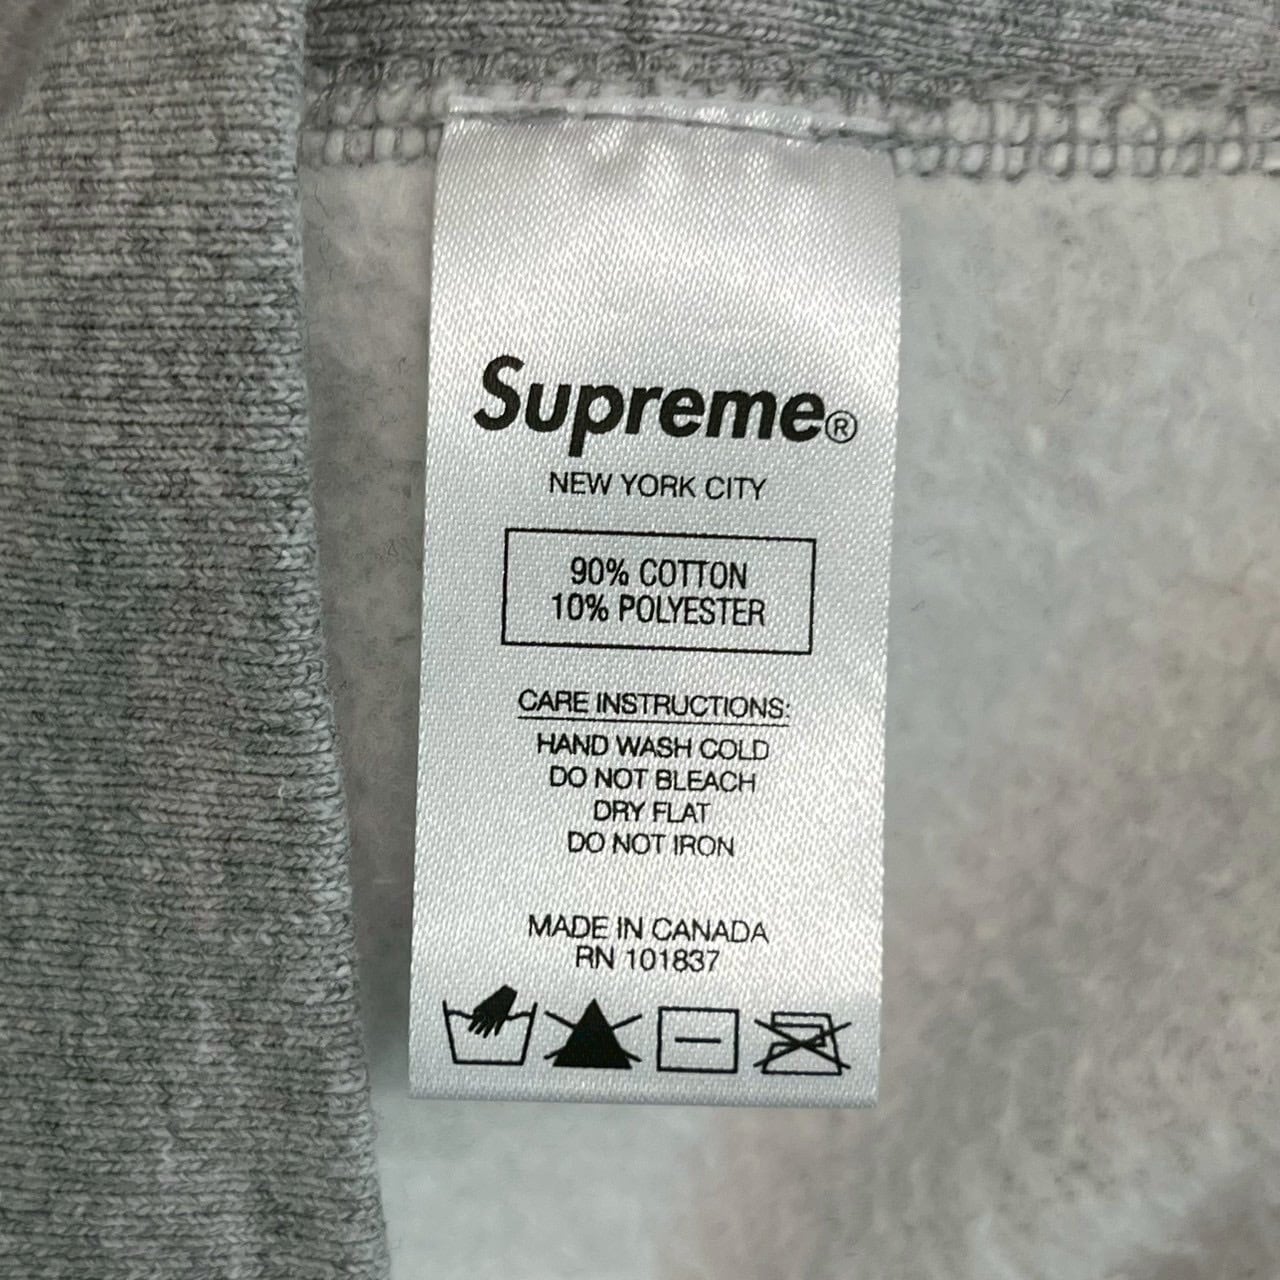 Supreme®
NEW YORK CITY
90% COTTON
10% POLYESTER
CARE INSTRUCTIONS:
HAND WASH COLD
DO NOT BLEACH
DRY FLAT
DO NOT IRON
MADE IN CANADA
RN 101837